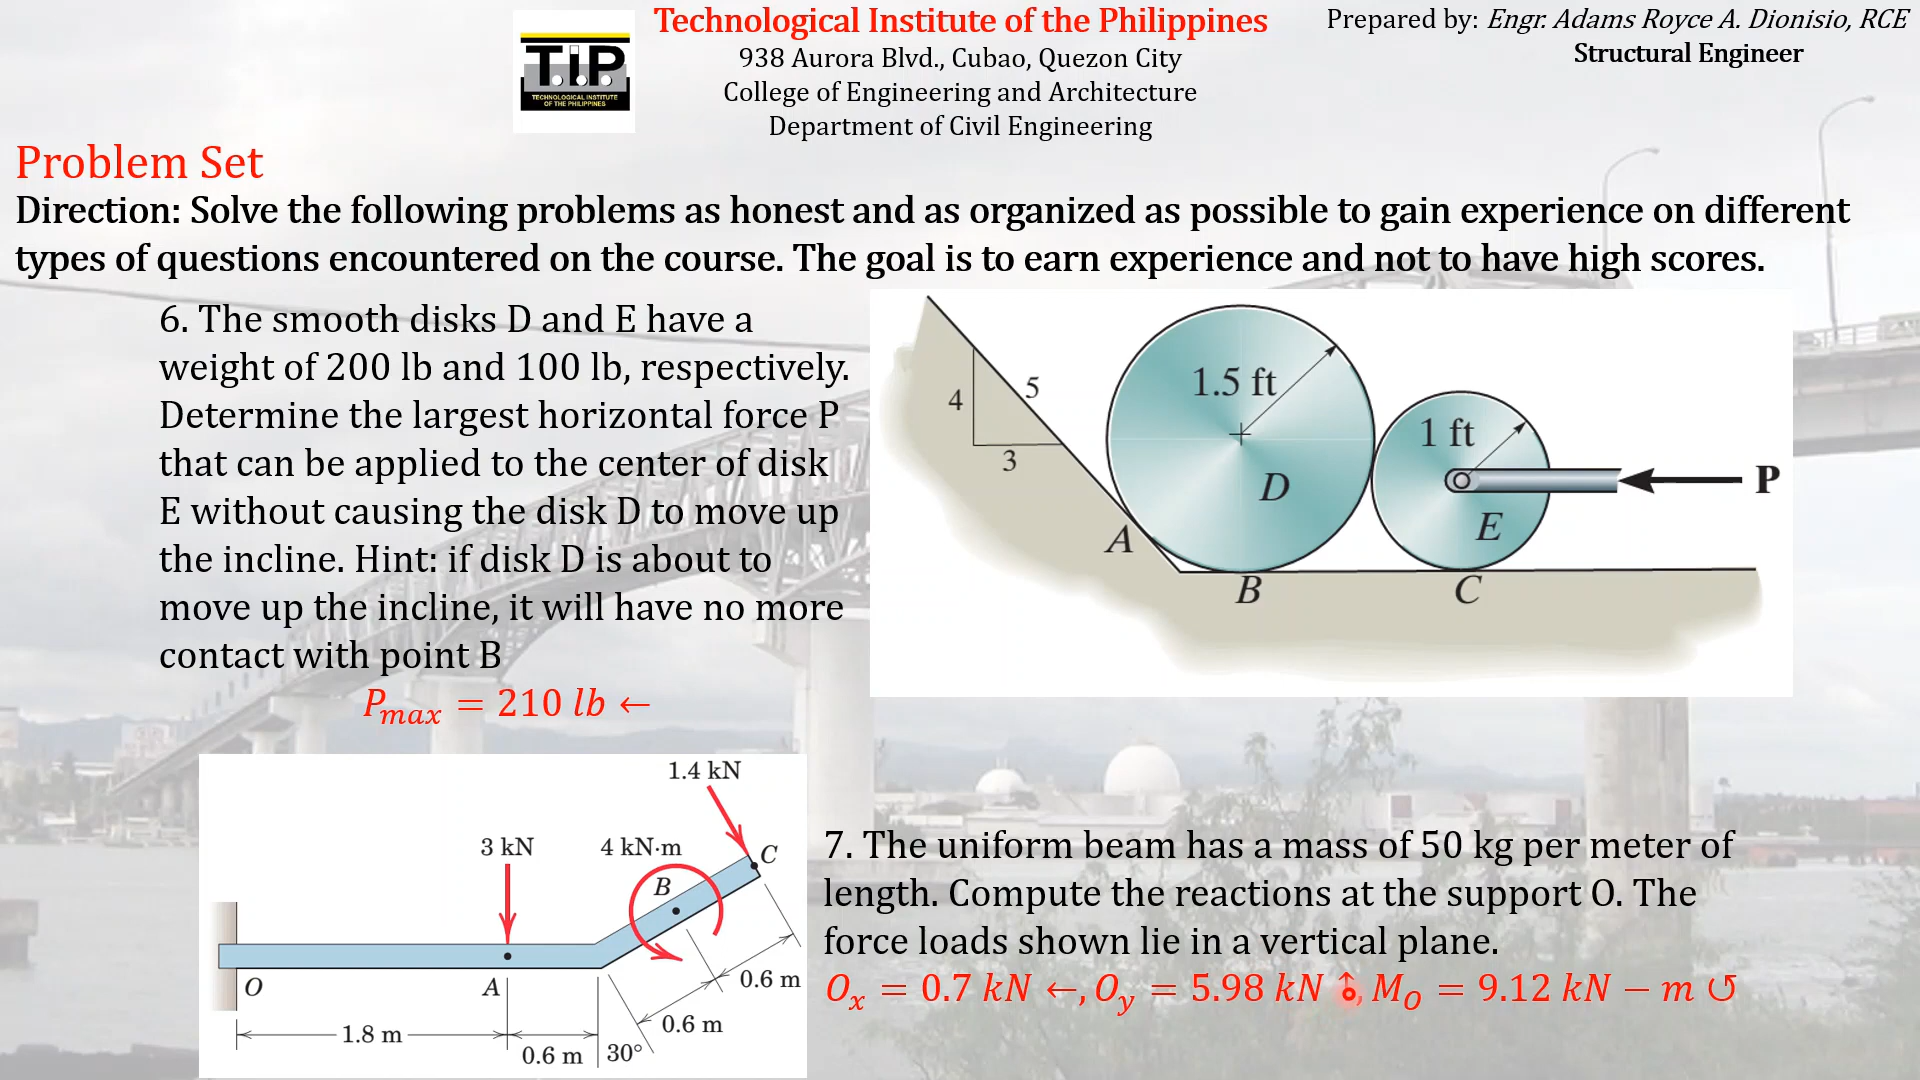 T.I.P
TECHNOLOGICAL INSTITUTE
OF THE PHILIPPINES
Technological Institute of the Philippines
938 Aurora Blvd., Cubao, Quezon City
College of Engineering and Architecture
Department of Civil Engineering
Prepared by: Engr. Adams Royce A. Dionisio, RCE
Structural Engineer
Problem Set
Direction: Solve the following problems as honest and as organized as possible to gain experience on different
types of questions encountered on the course. The goal is to earn experience and not to have high scores.
6. The smooth disks D and E have a
weight of 200 lb and 100 lb, respectively.
Determine the largest horizontal force P
that can be applied to the center of disk
E without causing the disk D to move up
the incline. Hint: if disk D is about to
move up the incline, it will have no more
contact with point B
P_max = 210 lb ←
4
5
3
1.5 ft
D
1 ft
E
P
A
B
C
1.4 kN
3 kN
4 kN·m
B
C
O
A
1.8 m
0.6 m
30°
0.6 m
0.6 m
7. The uniform beam has a mass of 50 kg per meter of
length. Compute the reactions at the support O. The
force loads shown lie in a vertical plane.
O_x = 0.7 kN ←, O_y = 5.98 kN ↑, M_O = 9.12 kN − m ↺